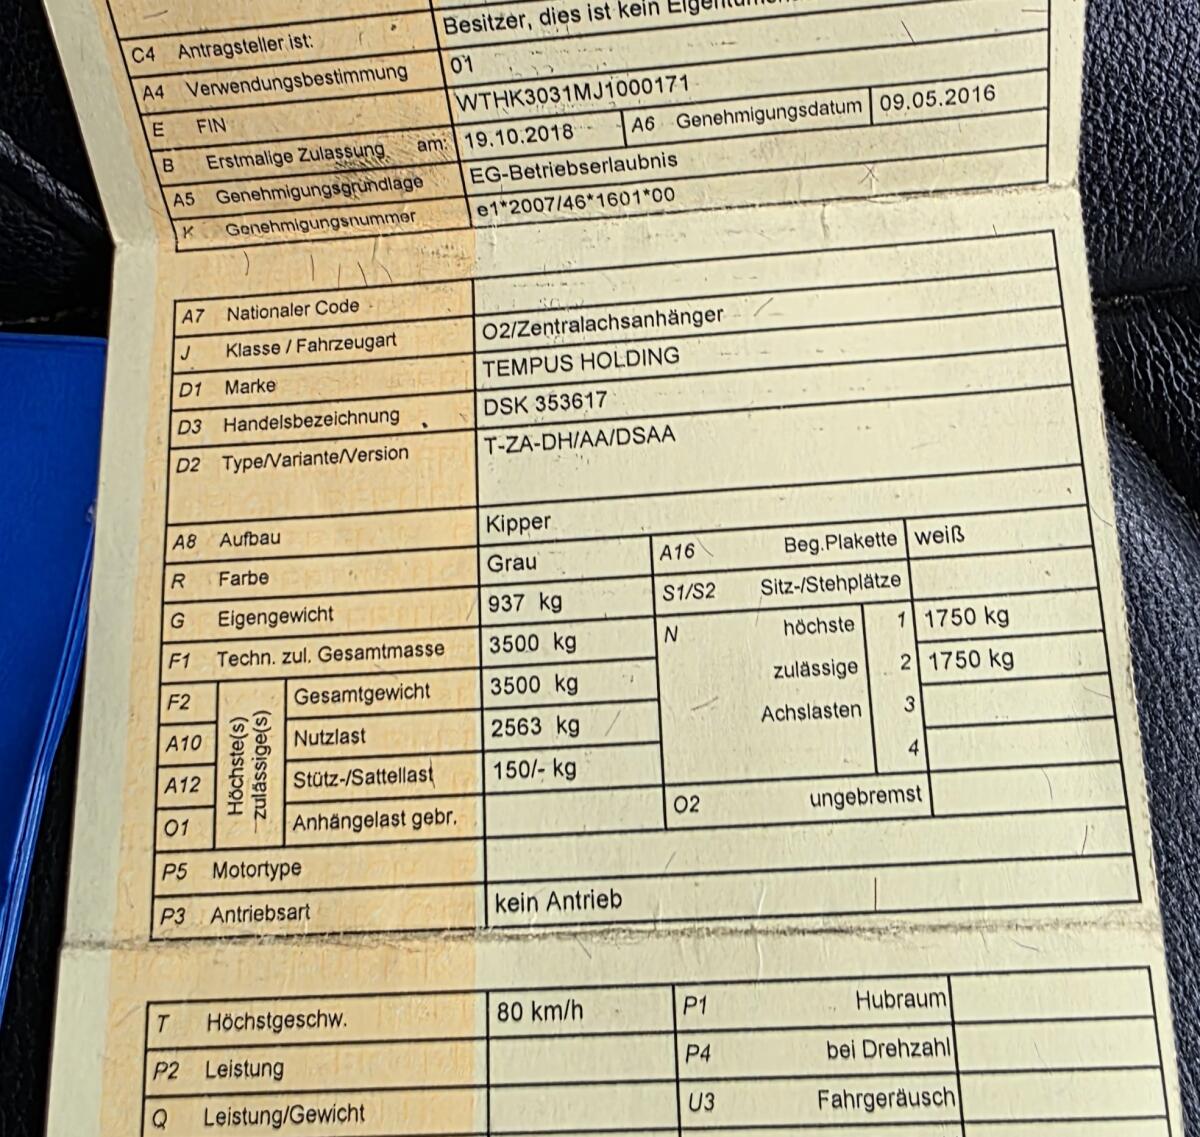 C4 Antragsteller ist: Besitzer, dies ist kein
A4 Verwendungsbestimmung 01
E FIN WTHK3031MJ1000171
B Erstmalige Zulassung am: 19.10.2018 A6 Genehmigungsdatum 09.05.2016
A5 Genehmigungsgrundlage EG-Betriebserlaubnis
K Genehmigungsnummer e1*2007/46*1601*00
A7 Nationaler Code
J Klasse / Fahrzeugart O2/Zentralachsanhänger
D1 Marke TEMPUS HOLDING
D3 Handelsbezeichnung DSK 353617
D2 Type/Variante/Version T-ZA-DH/AA/DSAA
A8 Aufbau Kipper
R Farbe Grau A16 Beg.Plakette weiß
G Eigengewicht 937 kg S1/S2 Sitz-/Stehplätze
F1 Techn. zul. Gesamtmasse 3500 kg N höchste 1 1750 kg
F2 Höchste(s) zulässige(s) Gesamtgewicht 3500 kg zulässige 2 1750 kg
A10 Nutzlast 2563 kg Achslasten 3
A12 Stütz-/Sattellast 150/- kg 4
O1 Anhängelast gebr. O2 ungebremst
P5 Motortype
P3 Antriebsart kein Antrieb
T Höchstgeschw. 80 km/h P1 Hubraum
P2 Leistung P4 bei Drehzahl
Q Leistung/Gewicht U3 Fahrgeräusch